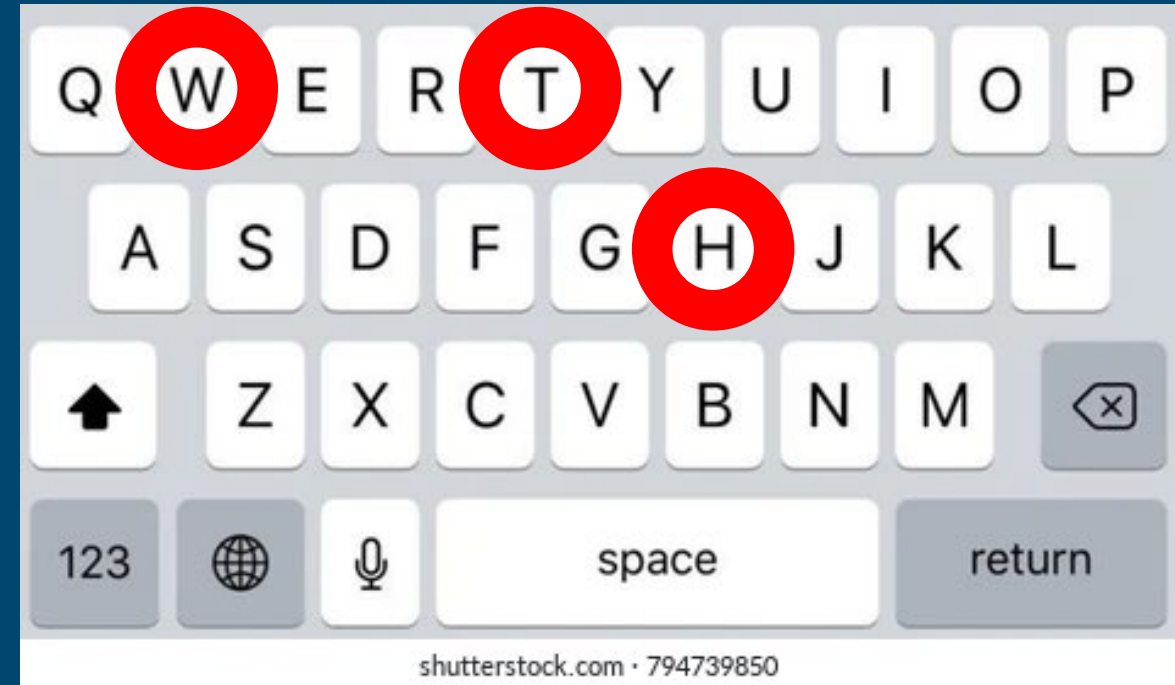 Q W E R T Y U I O P
A S D F G H J K L
Z X C V B N M
123 space return
shutterstock.com · 794739850